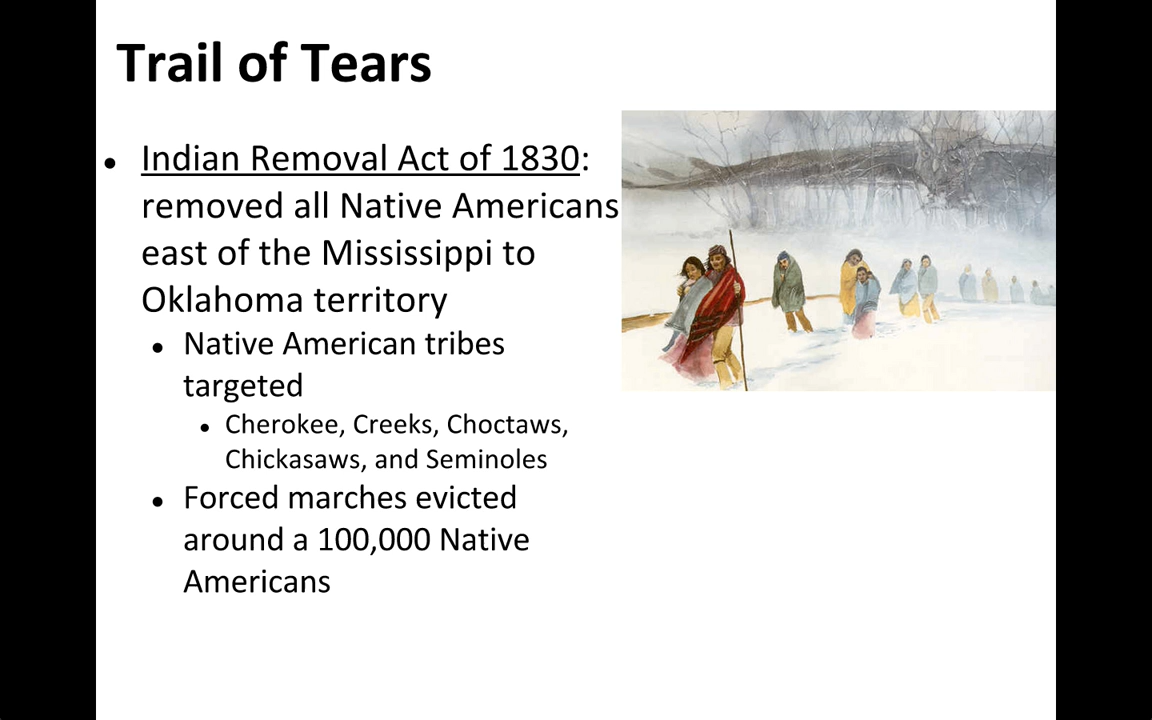 Trail of Tears
● Indian Removal Act of 1830:
removed all Native Americans
east of the Mississippi to
Oklahoma territory
● Native American tribes
targeted
● Cherokee, Creeks, Choctaws,
Chickasaws, and Seminoles
● Forced marches evicted
around a 100,000 Native
Americans